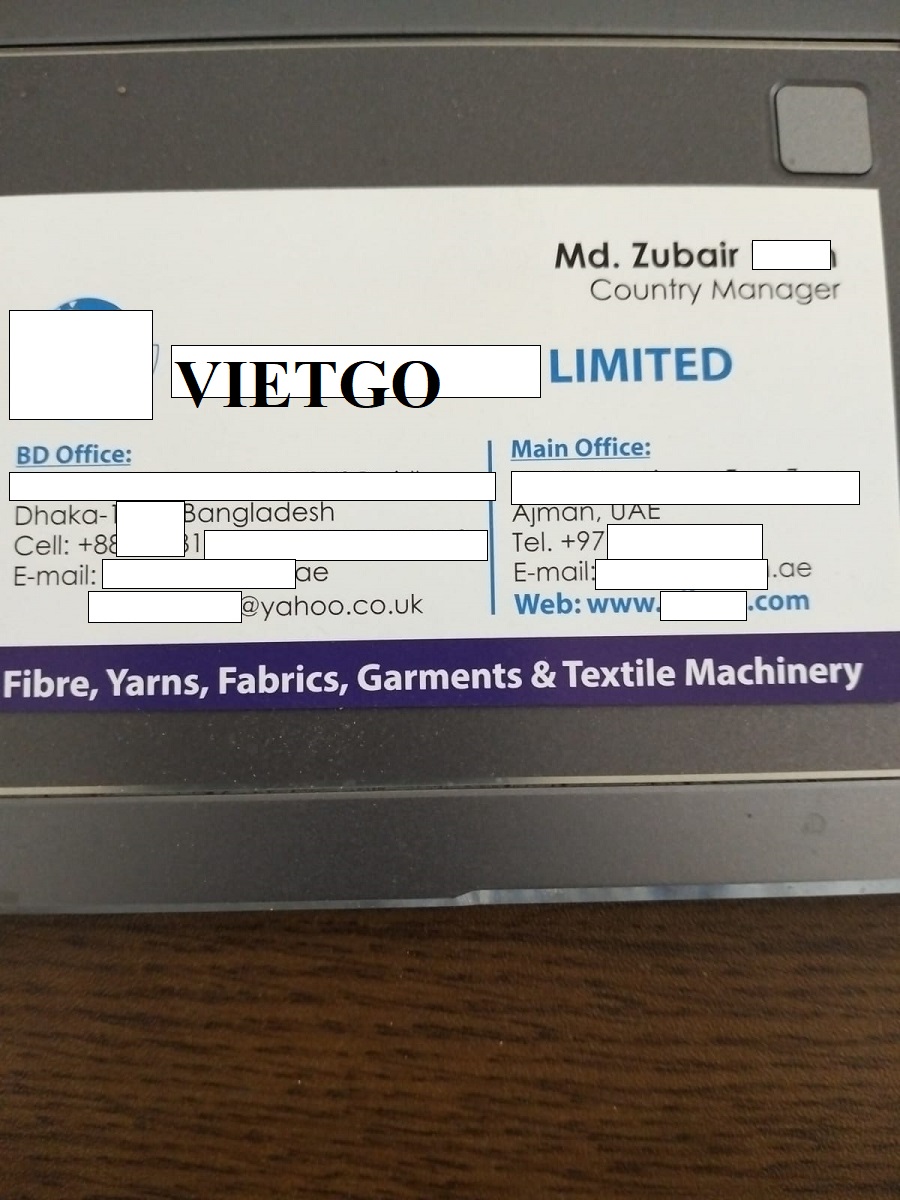 Md. Zubair
Country Manager
VIETGO LIMITED
BD Office:
Dhaka-1 Bangladesh
Cell: +88 31
E-mail: ae
@yahoo.co.uk
Main Office:
Ajman, UAE
Tel. +97
E-mail: .ae
Web: www. .com
Fibre, Yarns, Fabrics, Garments & Textile Machinery